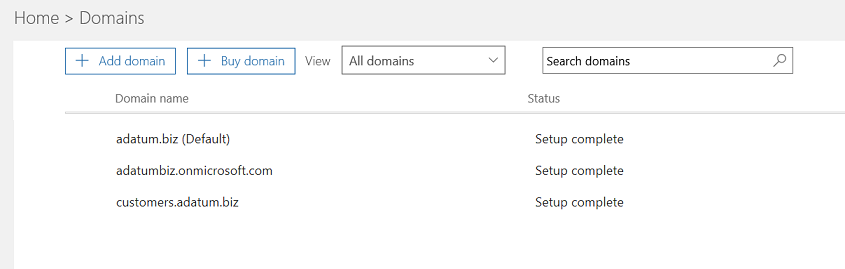 Home > Domains
+ Add domain + Buy domain View All domains Search domains
Domain name Status
adatum.biz (Default) Setup complete
adatumbiz.onmicrosoft.com Setup complete
customers.adatum.biz Setup complete